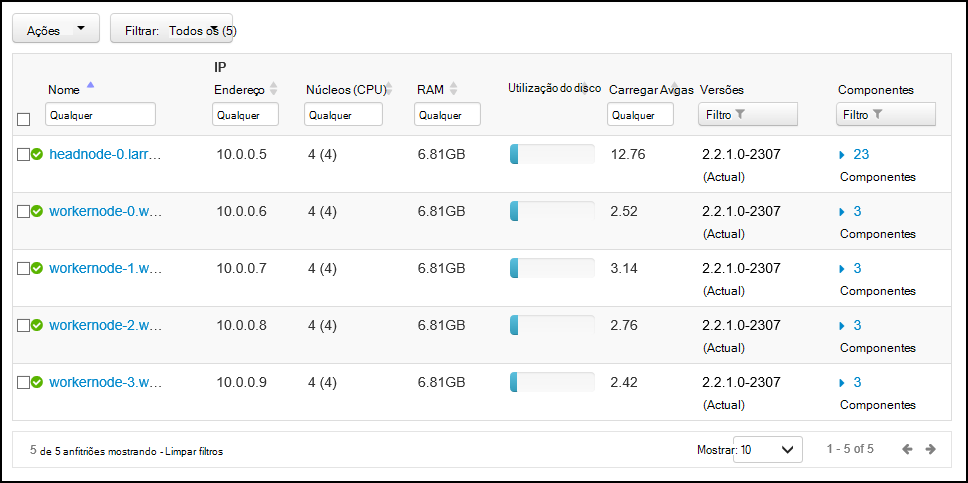 Ações Filtrar: Todos os (5)
IP
Nome Endereço Núcleos (CPU) RAM Utilização do disco Carregar Avgas Versões Componentes
Qualquer Qualquer Qualquer Qualquer Qualquer Filtro Filtro
headnode-0.larr... 10.0.0.5 4 (4) 6.81GB 12.76 2.2.1.0-2307 23
(Actual) Componentes
workernode-0.w... 10.0.0.6 4 (4) 6.81GB 2.52 2.2.1.0-2307 3
(Actual) Componentes
workernode-1.w... 10.0.0.7 4 (4) 6.81GB 3.14 2.2.1.0-2307 3
(Actual) Componentes
workernode-2.w... 10.0.0.8 4 (4) 6.81GB 2.76 2.2.1.0-2307 3
(Actual) Componentes
workernode-3.w... 10.0.0.9 4 (4) 6.81GB 2.42 2.2.1.0-2307 3
(Actual) Componentes
5 de 5 anfitriões mostrando - Limpar filtros Mostrar: 10 1 - 5 of 5